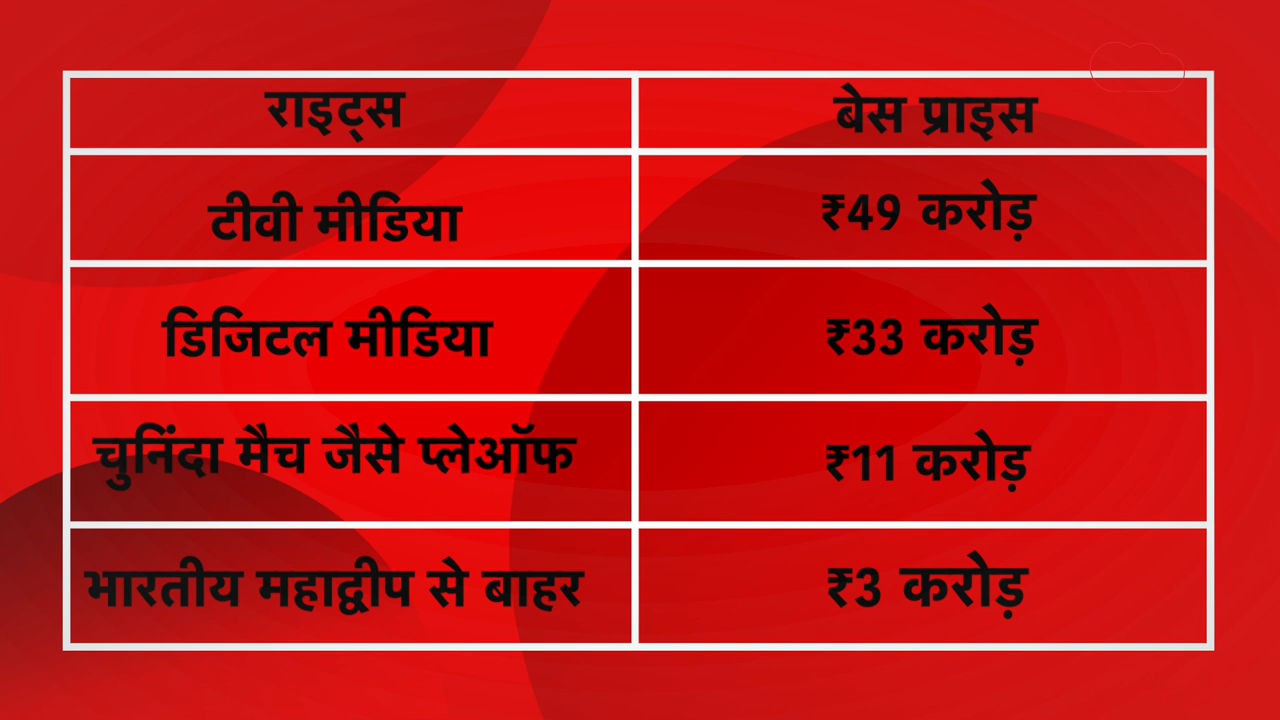 राइट्स बेस प्राइस
टीवी मीडिया ₹49 करोड़
डिजिटल मीडिया ₹33 करोड़
चुनिंदा मैच जैसे प्लेऑफ ₹11 करोड़
भारतीय महाद्वीप से बाहर ₹3 करोड़